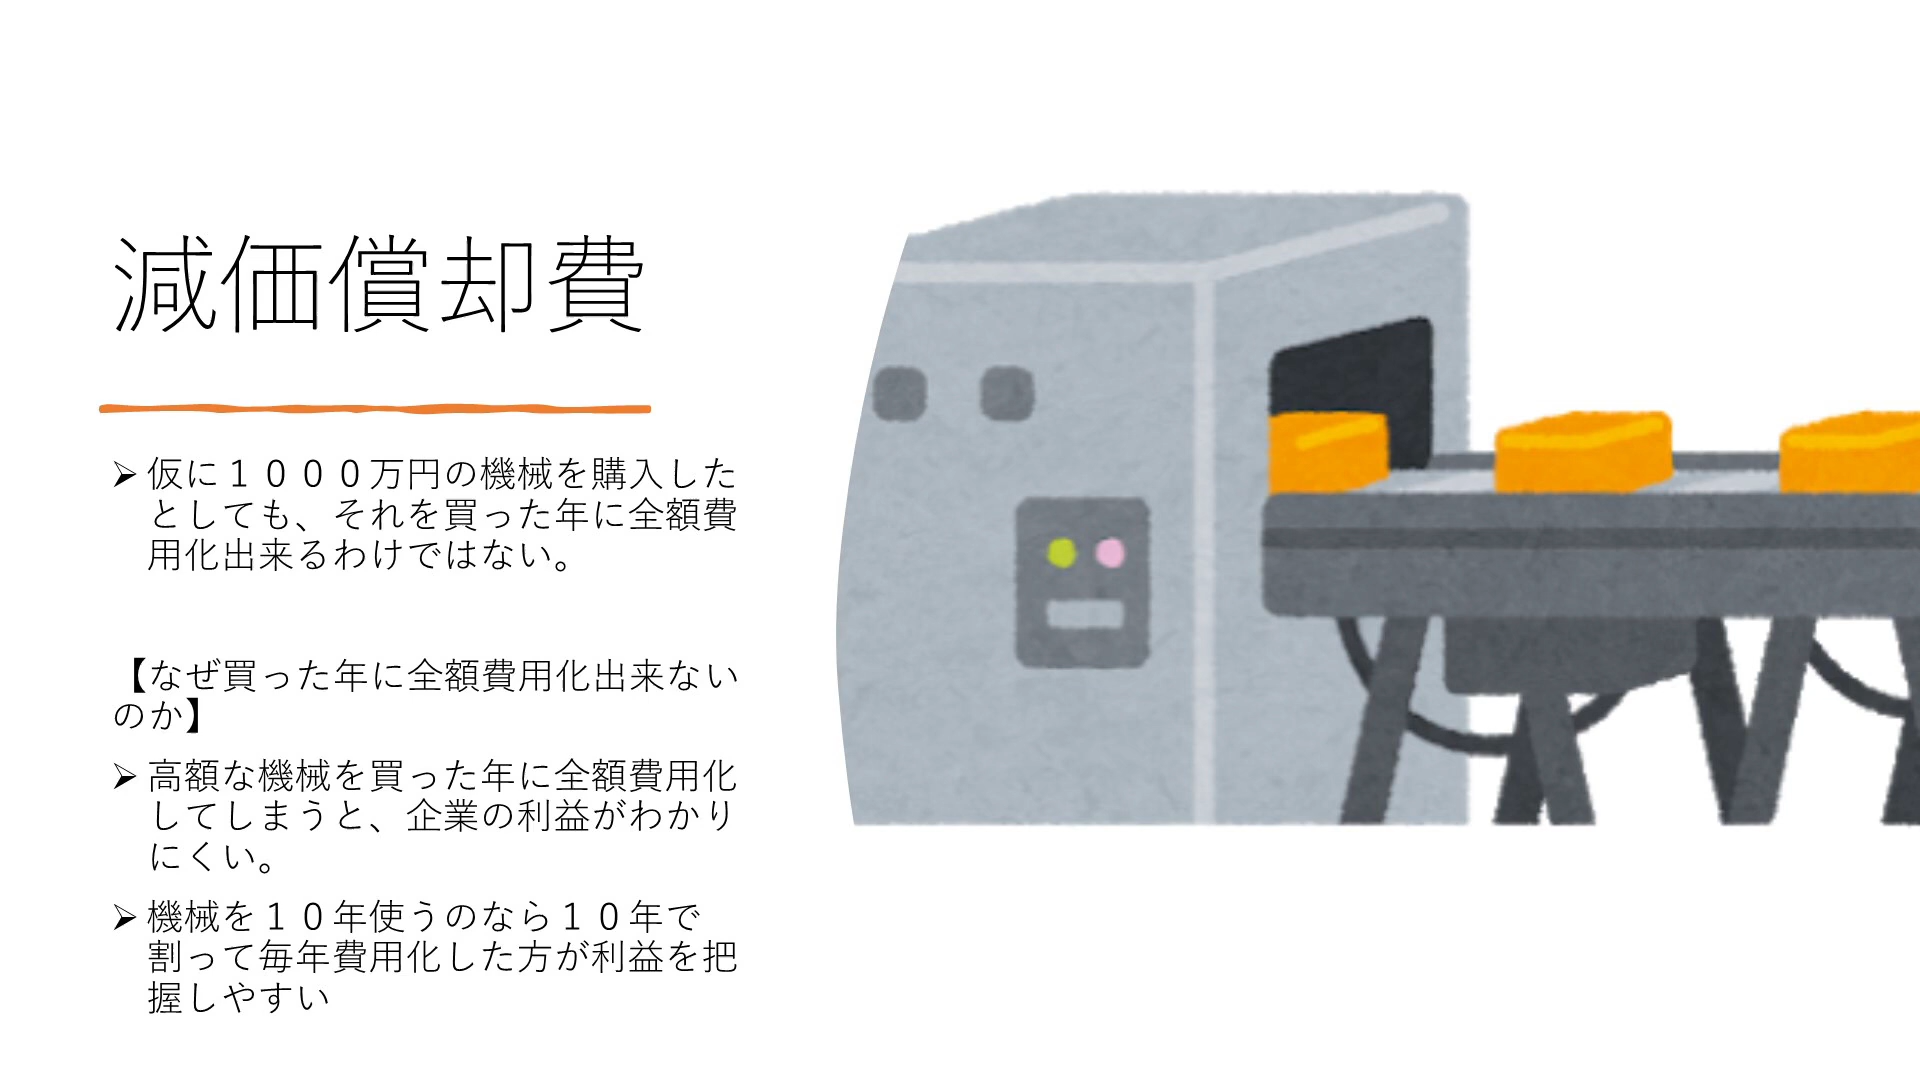 減価償却費
➢仮に１０００万円の機械を購入した
としても、それを買った年に全額費
用化出来るわけではない。
【なぜ買った年に全額費用化出来ない
のか】
➢高額な機械を買った年に全額費用化
してしまうと、企業の利益がわかり
にくい。
➢機械を１０年使うのなら１０年で
割って毎年費用化した方が利益を把
握しやすい